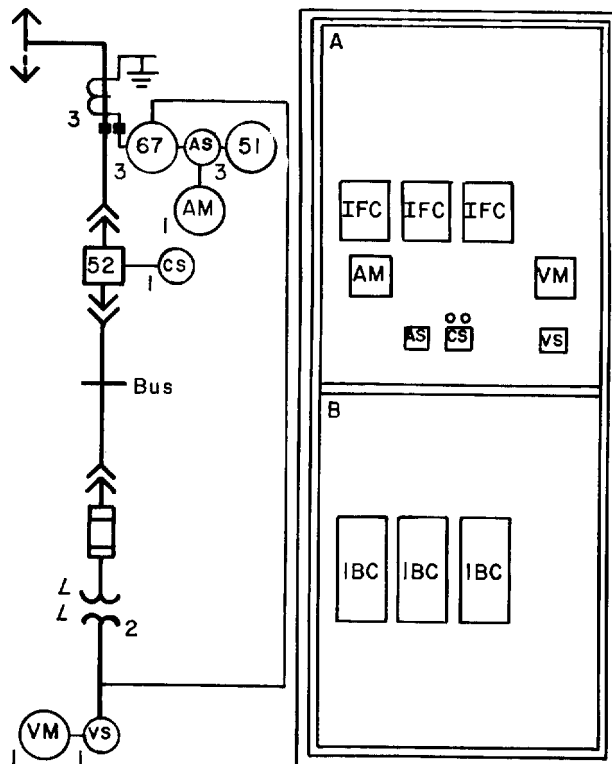 3
67
AS
51
3
3
AM
1
52
CS
1
Bus
L
L
2
VM
VS
1
1
A
IFC IFC IFC
AM VM
AS CS VS
B
IBC IBC IBC